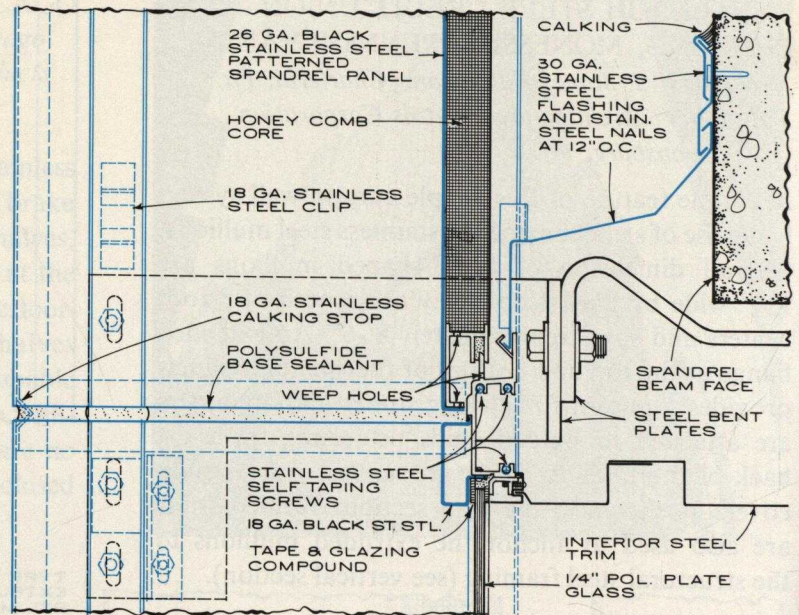 26 GA. BLACK
STAINLESS STEEL
PATTERNED
SPANDREL PANEL
HONEY COMB
CORE
18 GA. STAINLESS
STEEL CLIP
18 GA. STAINLESS
CALKING STOP
POLYSULFIDE
BASE SEALANT
WEEP HOLES
STAINLESS STEEL
SELF TAPING
SCREWS
18 GA. BLACK ST. STL.
TAPE & GLAZING
COMPOUND
CALKING
30 GA.
STAINLESS
STEEL
FLASHING
AND STAIN.
STEEL NAILS
AT 12" O.C.
SPANDREL
BEAM FACE
STEEL BENT
PLATES
INTERIOR STEEL
TRIM
1/4" POL. PLATE
GLASS